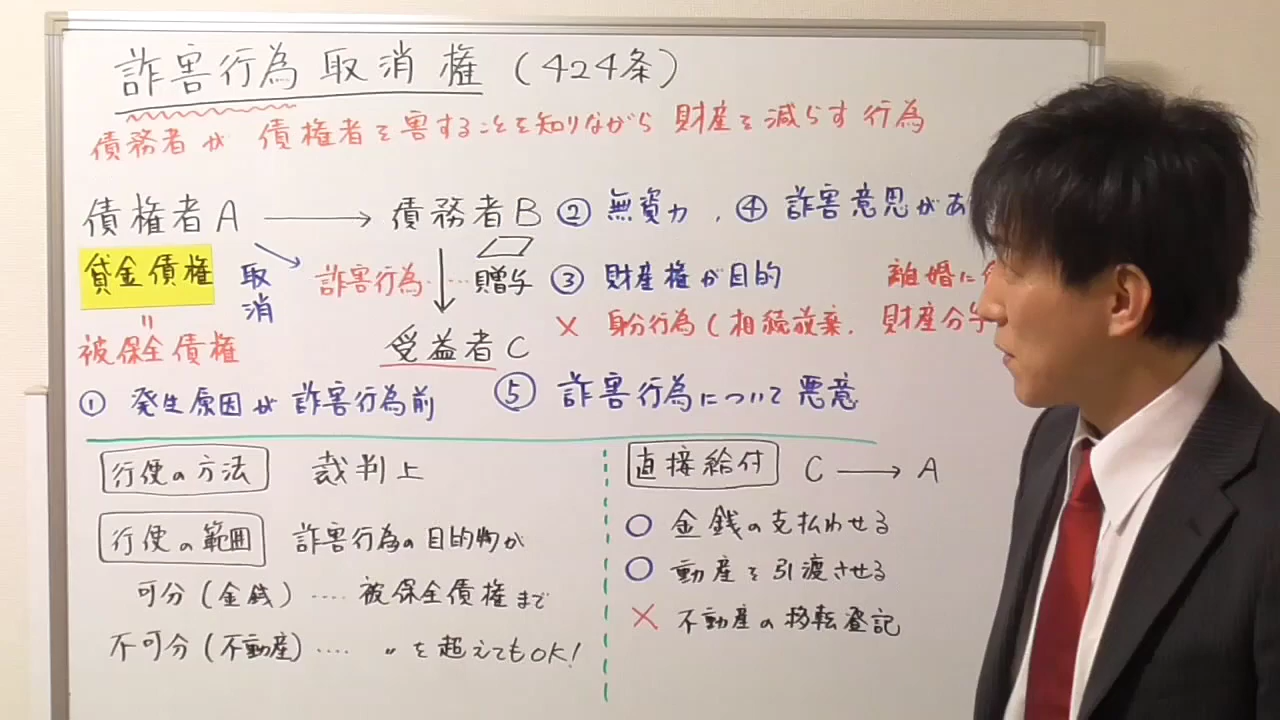 詐害行為取消権（424条）
債務者が債権者を害することを知りながら財産を減らす行為
債権者A → 債務者B ②無資力、④詐害意思があ
貸金債権 取消 詐害行為……贈与 ③財産権が目的 離婚に
〃
被保全債権 受益者C × 身分行為（相続放棄、財産分与
①発生原因が詐害行為前 ⑤詐害行為について悪意
行使の方法 裁判上
行使の範囲 詐害行為の目的物が
可分（金銭）…… 被保全債権まで
不可分（不動産）…… 〃を超えてもOK！
直接給付 C → A
○ 金銭の支払わせる
○ 動産を引渡させる
× 不動産の移転登記